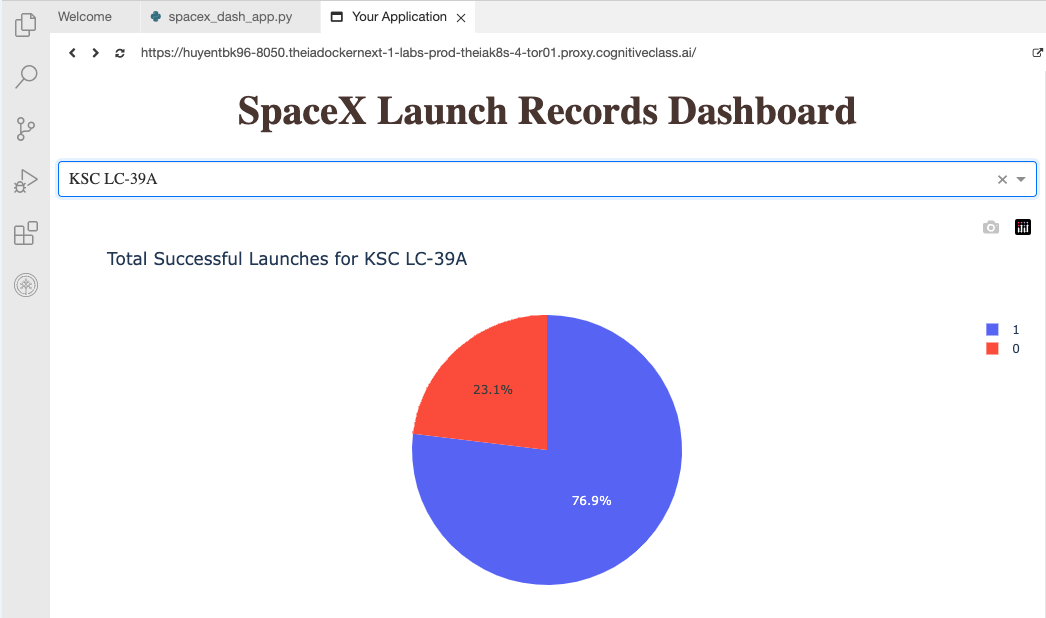 Welcome
spacex_dash_app.py
Your Application
https://huyentbk96-8050.theiadockernext-1-labs-prod-theiak8s-4-tor01.proxy.cognitiveclass.ai/
SpaceX Launch Records Dashboard
KSC LC-39A
Total Successful Launches for KSC LC-39A
1
0
23.1%
76.9%